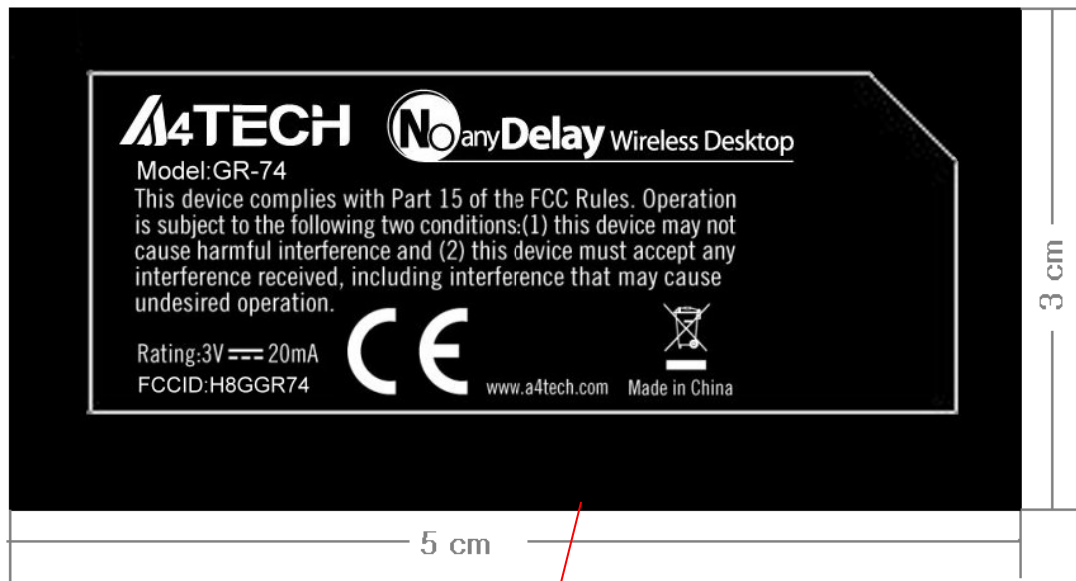 A4TECH No any Delay Wireless Desktop
Model:GR-74
This device complies with Part 15 of the FCC Rules. Operation
is subject to the following two conditions:(1) this device may not
cause harmful interference and (2) this device must accept any
interference received, including interference that may cause
undesired operation.
Rating:3V 20mA
FCCID:H8GGR74
CE
www.a4tech.com Made in China
3 cm
5 cm